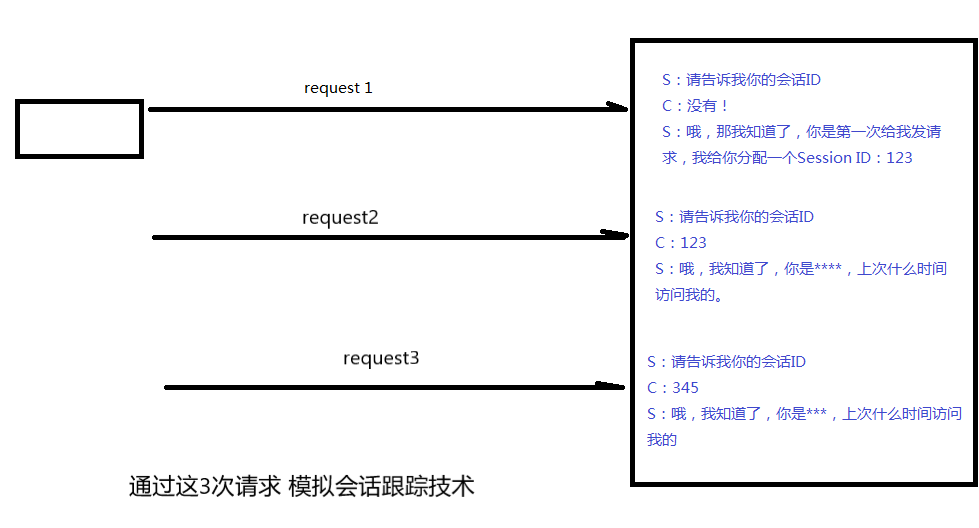 request 1
S：请告诉我你的会话ID
C：没有！
S：哦，那我知道了，你是第一次给我发请
求，我给你分配一个Session ID：123
request2
S：请告诉我你的会话ID
C：123
S：哦，我知道了，你是****，上次什么时间
访问我的。
request3
S：请告诉我你的会话ID
C：345
S：哦，我知道了，你是***，上次什么时间访问
我的
通过这3次请求 模拟会话跟踪技术